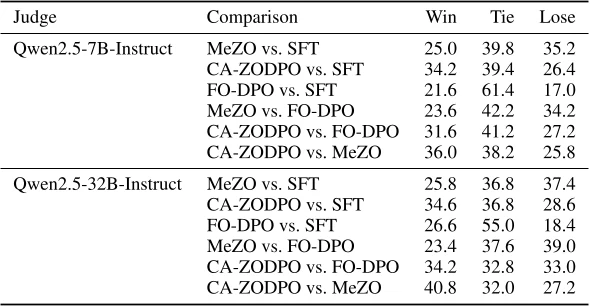 Judge Comparison Win Tie Lose
Qwen2.5-7B-Instruct MeZO vs. SFT 25.0 39.8 35.2
CA-ZODPO vs. SFT 34.2 39.4 26.4
FO-DPO vs. SFT 21.6 61.4 17.0
MeZO vs. FO-DPO 23.6 42.2 34.2
CA-ZODPO vs. FO-DPO 31.6 41.2 27.2
CA-ZODPO vs. MeZO 36.0 38.2 25.8
Qwen2.5-32B-Instruct MeZO vs. SFT 25.8 36.8 37.4
CA-ZODPO vs. SFT 34.6 36.8 28.6
FO-DPO vs. SFT 26.6 55.0 18.4
MeZO vs. FO-DPO 23.4 37.6 39.0
CA-ZODPO vs. FO-DPO 34.2 32.8 33.0
CA-ZODPO vs. MeZO 40.8 32.0 27.2